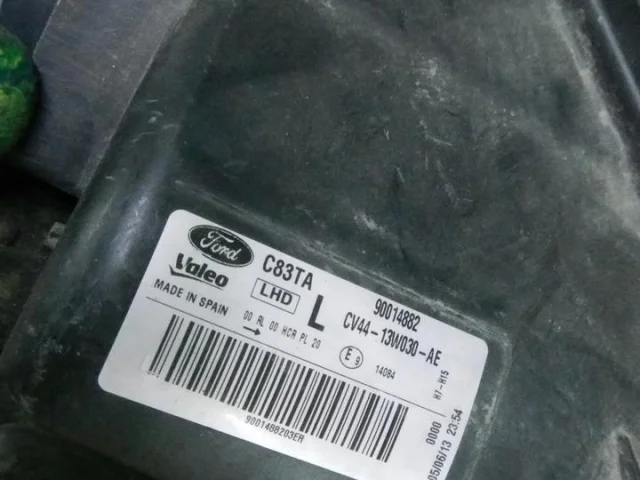 Ford
Valeo
MADE IN SPAIN
C83TA
LHD
L
90014882
CV44-13W030-AE
00 RL 00 HCR PL 20
→
E9
14084
H7-H15
0000
05/06/13 23:54
9001488203ER